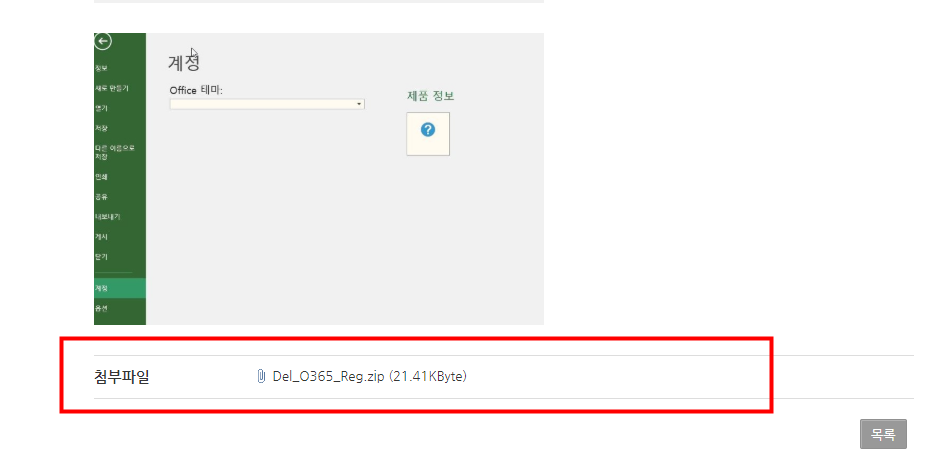 계정
Office 테마:
제품 정보
정보
새로 만들기
열기
저장
다른 이름으로
저장
인쇄
공유
내보내기
게시
닫기
계정
옵션
첨부파일
Del_O365_Reg.zip (21.41KByte)
목록